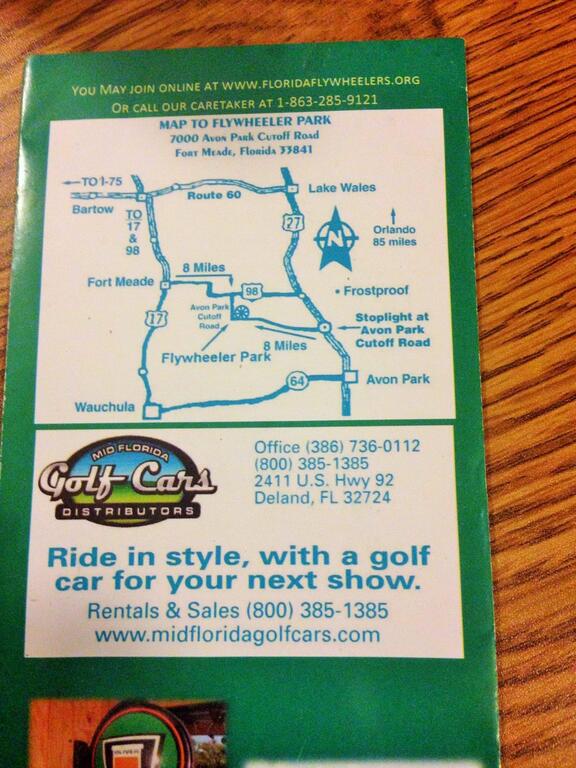 YOU MAY JOIN ONLINE AT WWW.FLORIDAFLYWHEELERS.ORG
OR CALL OUR CARETAKER AT 1-863-285-9121
MAP TO FLYWHEELER PARK
7000 AVON PARK CUTOFF ROAD
FORT MEADE, FLORIDA 33841
TO I-75
Bartow
Route 60
Lake Wales
TO
17
&
98
27
N
Orlando
85 miles
Fort Meade
8 Miles
98
• Frostproof
Avon Park
Cutoff
Road
17
Stoplight at
Avon Park
Cutoff Road
Flywheeler Park
8 Miles
64
Avon Park
Wauchula
MID FLORIDA
Golf Cars
DISTRIBUTORS
Office (386) 736-0112
(800) 385-1385
2411 U.S. Hwy 92
Deland, FL 32724
Ride in style, with a golf
car for your next show.
Rentals & Sales (800) 385-1385
www.midfloridagolfcars.com